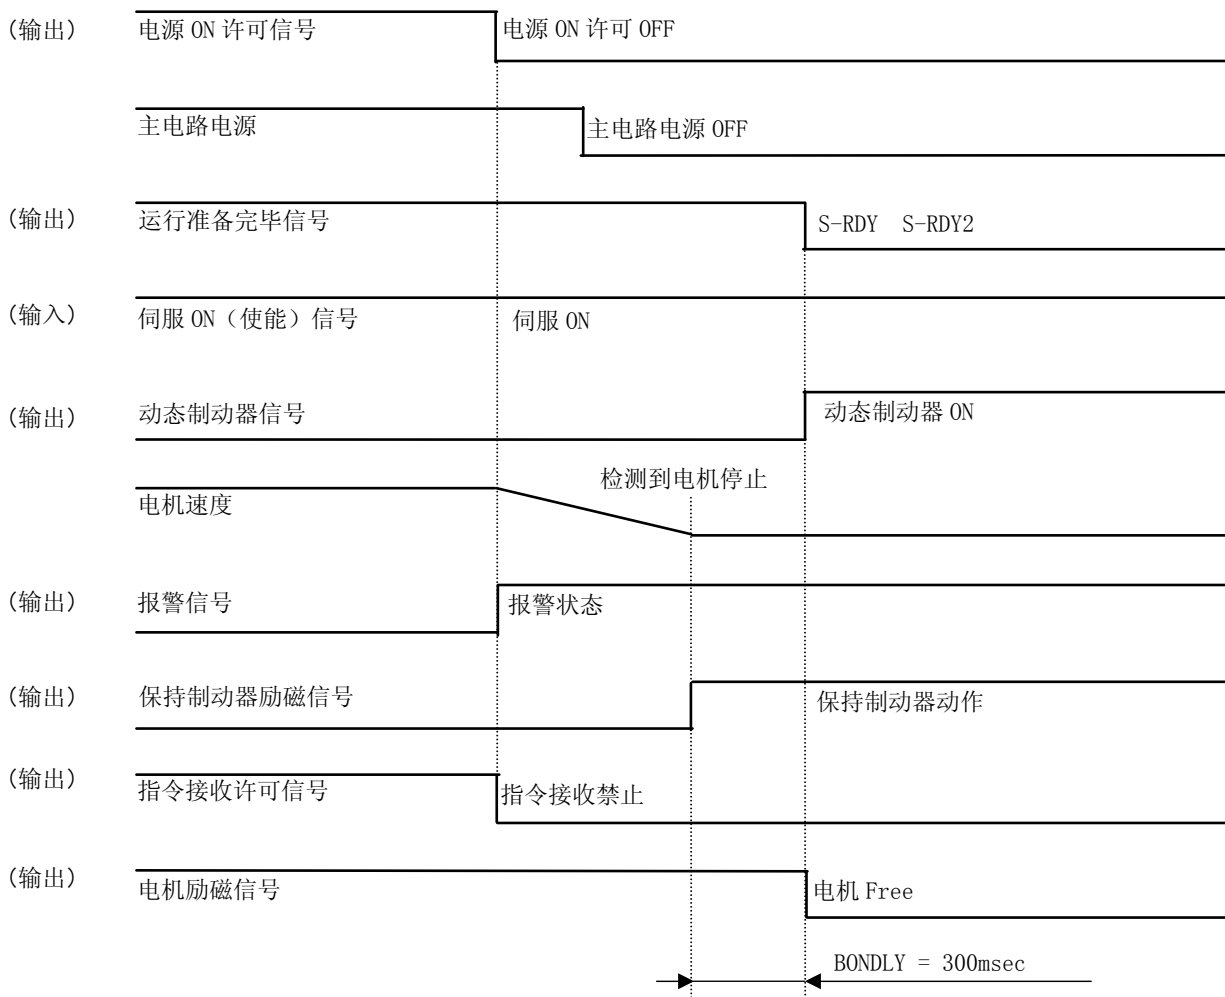 (输出) 电源 ON 许可信号 电源 ON 许可 OFF
主电路电源 主电路电源 OFF
(输出) 运行准备完毕信号 S-RDY S-RDY2
(输入) 伺服 ON（使能）信号 伺服 ON
(输出) 动态制动器信号 动态制动器 ON
检测到电机停止
电机速度
(输出) 报警信号 报警状态
(输出) 保持制动器励磁信号 保持制动器动作
(输出) 指令接收许可信号 指令接收禁止
(输出) 电机励磁信号 电机 Free
BONDLY = 300msec